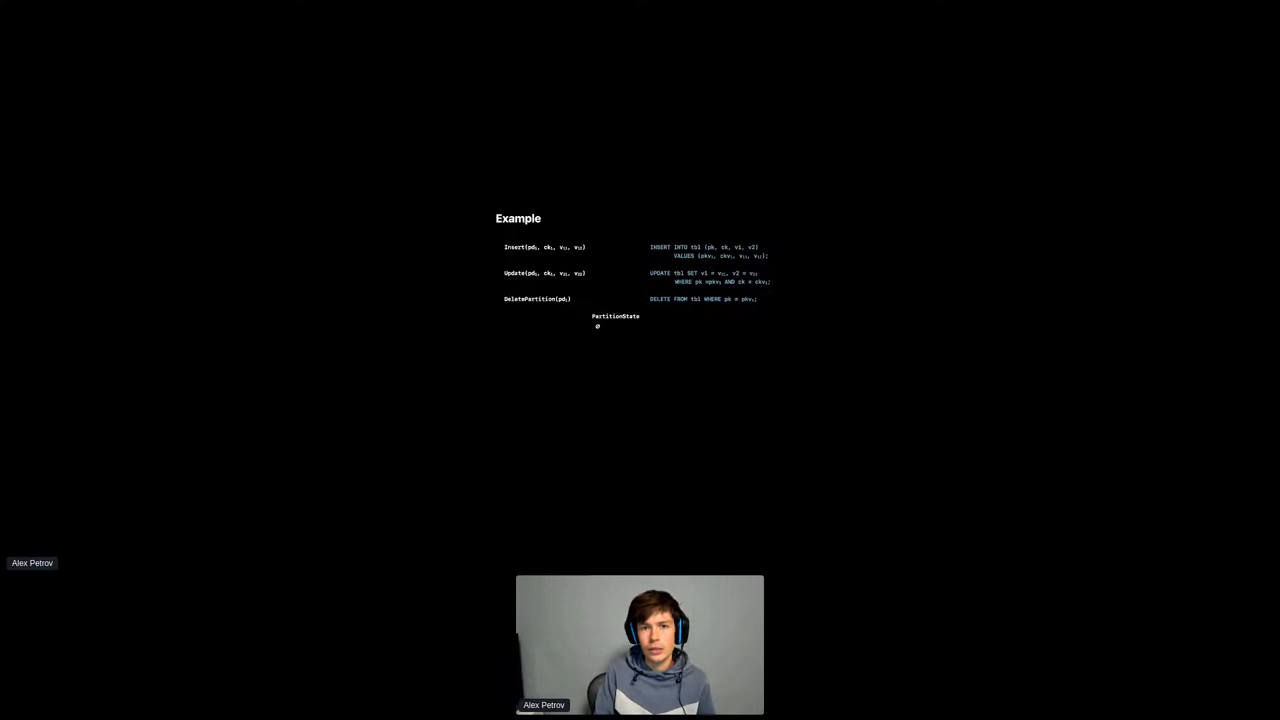 Example
Insert(pd₁, ck₁, v₁₁, v₁₂)
INSERT INTO tbl (pk, ck, v1, v2)
VALUES (pkv₁, ckv₁, v₁₁, v₁₂);
Update(pd₁, ck₁, v₂₁, v₂₂)
UPDATE tbl SET v1 = v₂₁, v2 = v₂₂
WHERE pk =pkv₁ AND ck = ckv₁;
DeletePartition(pd₁)
DELETE FROM tbl WHERE pk = pkv₁;
PartitionState
∅
Alex Petrov
Alex Petrov